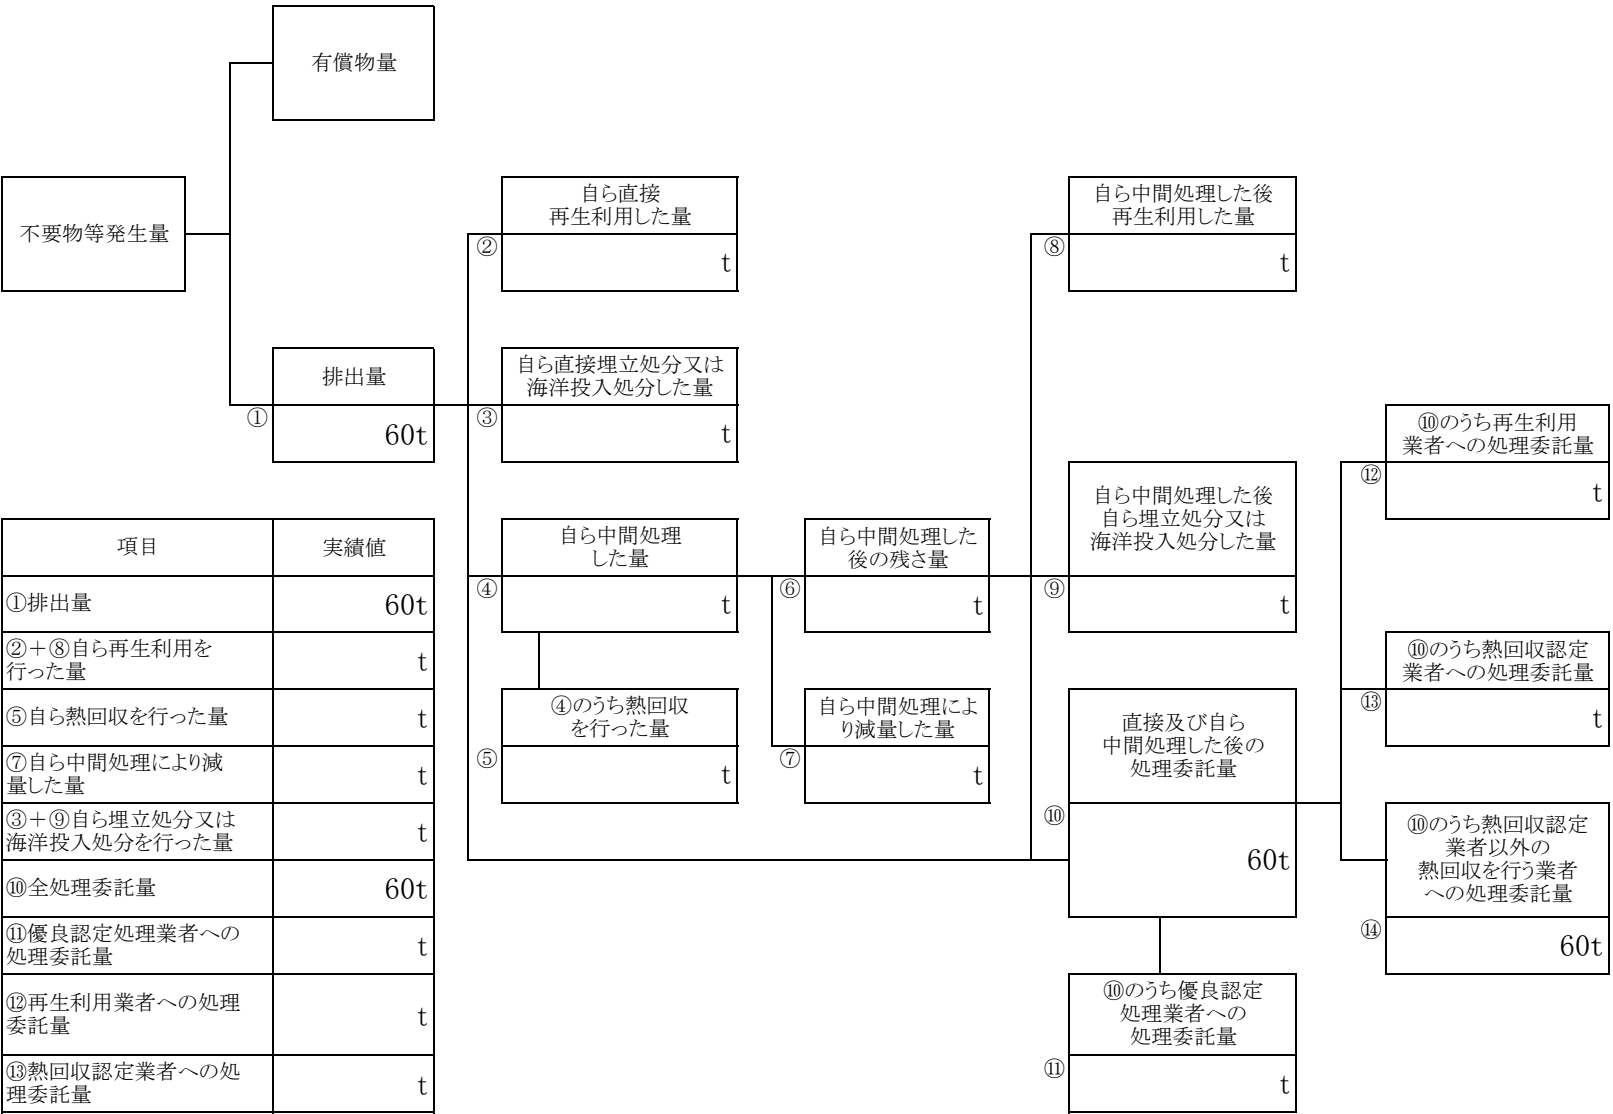 有償物量
不要物等発生量
排出量
①
60t
自ら直接
再生利用した量
②
t
自ら直接埋立処分又は
海洋投入処分した量
③
t
自ら中間処理
した量
④
t
④のうち熱回収
を行った量
⑤
t
自ら中間処理した
後の残さ量
⑥
t
自ら中間処理によ
り減量した量
⑦
t
自ら中間処理した後
再生利用した量
⑧
t
自ら中間処理した後
自ら埋立処分又は
海洋投入処分した量
⑨
t
直接及び自ら
中間処理した後の
処理委託量
⑩
60t
⑩のうち優良認定
処理業者への
処理委託量
⑪
t
⑩のうち再生利用
業者への処理委託量
⑫
t
⑩のうち熱回収認定
業者への処理委託量
⑬
t
⑩のうち熱回収認定
業者以外の
熱回収を行う業者
への処理委託量
⑭
60t
項目 実績値
①排出量 60t
②＋⑧自ら再生利用を
行った量 t
⑤自ら熱回収を行った量 t
⑦自ら中間処理により減
量した量 t
③＋⑨自ら埋立処分又は
海洋投入処分を行った量 t
⑩全処理委託量 60t
⑪優良認定処理業者への
処理委託量 t
⑫再生利用業者への処理
委託量 t
⑬熱回収認定業者への処
理委託量 t